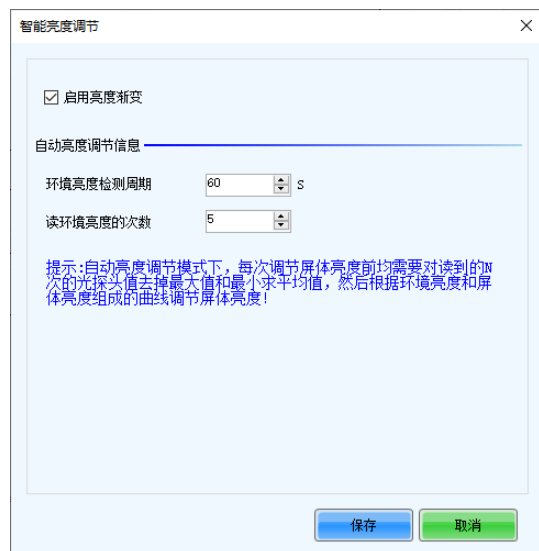 智能亮度调节
启用亮度渐变
自动亮度调节信息
环境亮度检测周期 60 S
读环境亮度的次数 5
提示:自动亮度调节模式下，每次调节屏体亮度前均需要对读到的N
次的光探头值去掉最大值和最小求平均值，然后根据环境亮度和屏
体亮度组成的曲线调节屏体亮度!
保存 取消